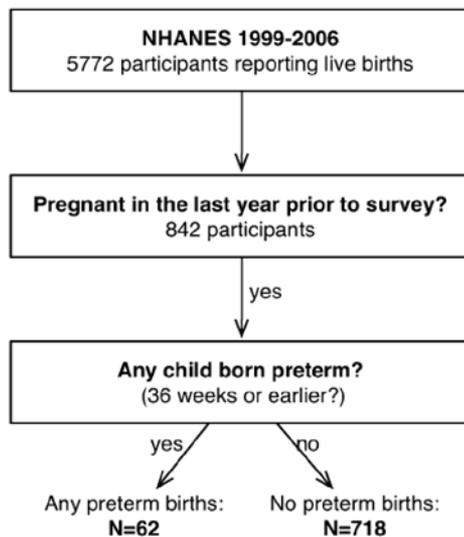 NHANES 1999-2006
5772 participants reporting live births
Pregnant in the last year prior to survey?
842 participants
yes
Any child born preterm?
(36 weeks or earlier?)
yes
no
Any preterm births:
N=62
No preterm births:
N=718